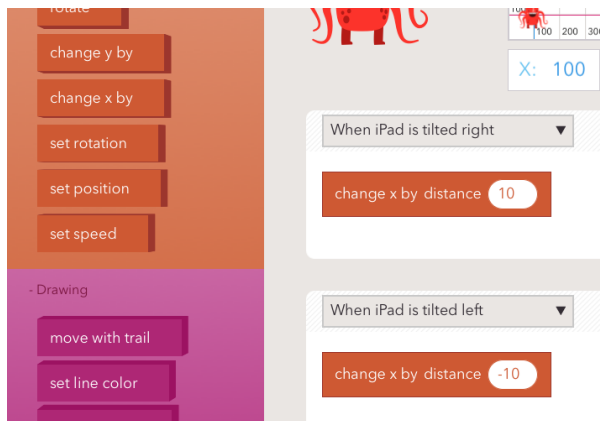 rotate
change y by
change x by
set rotation
set position
set speed
- Drawing
move with trail
set line color
100
100 200 300
X: 100
When iPad is tilted right
change x by distance 10
When iPad is tilted left
change x by distance -10